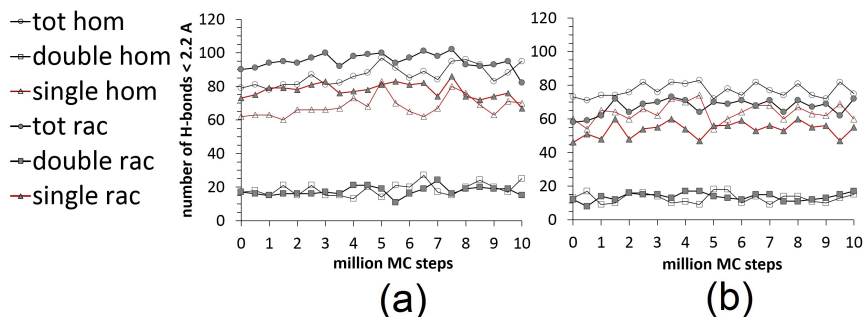 tot hom
double hom
single hom
tot rac
double rac
single rac
number of H-bonds < 2.2 A
120
100
80
60
40
20
0
0 1 2 3 4 5 6 7 8 9 10
million MC steps
(a)
120
100
80
60
40
20
0
0 1 2 3 4 5 6 7 8 9 10
million MC steps
(b)